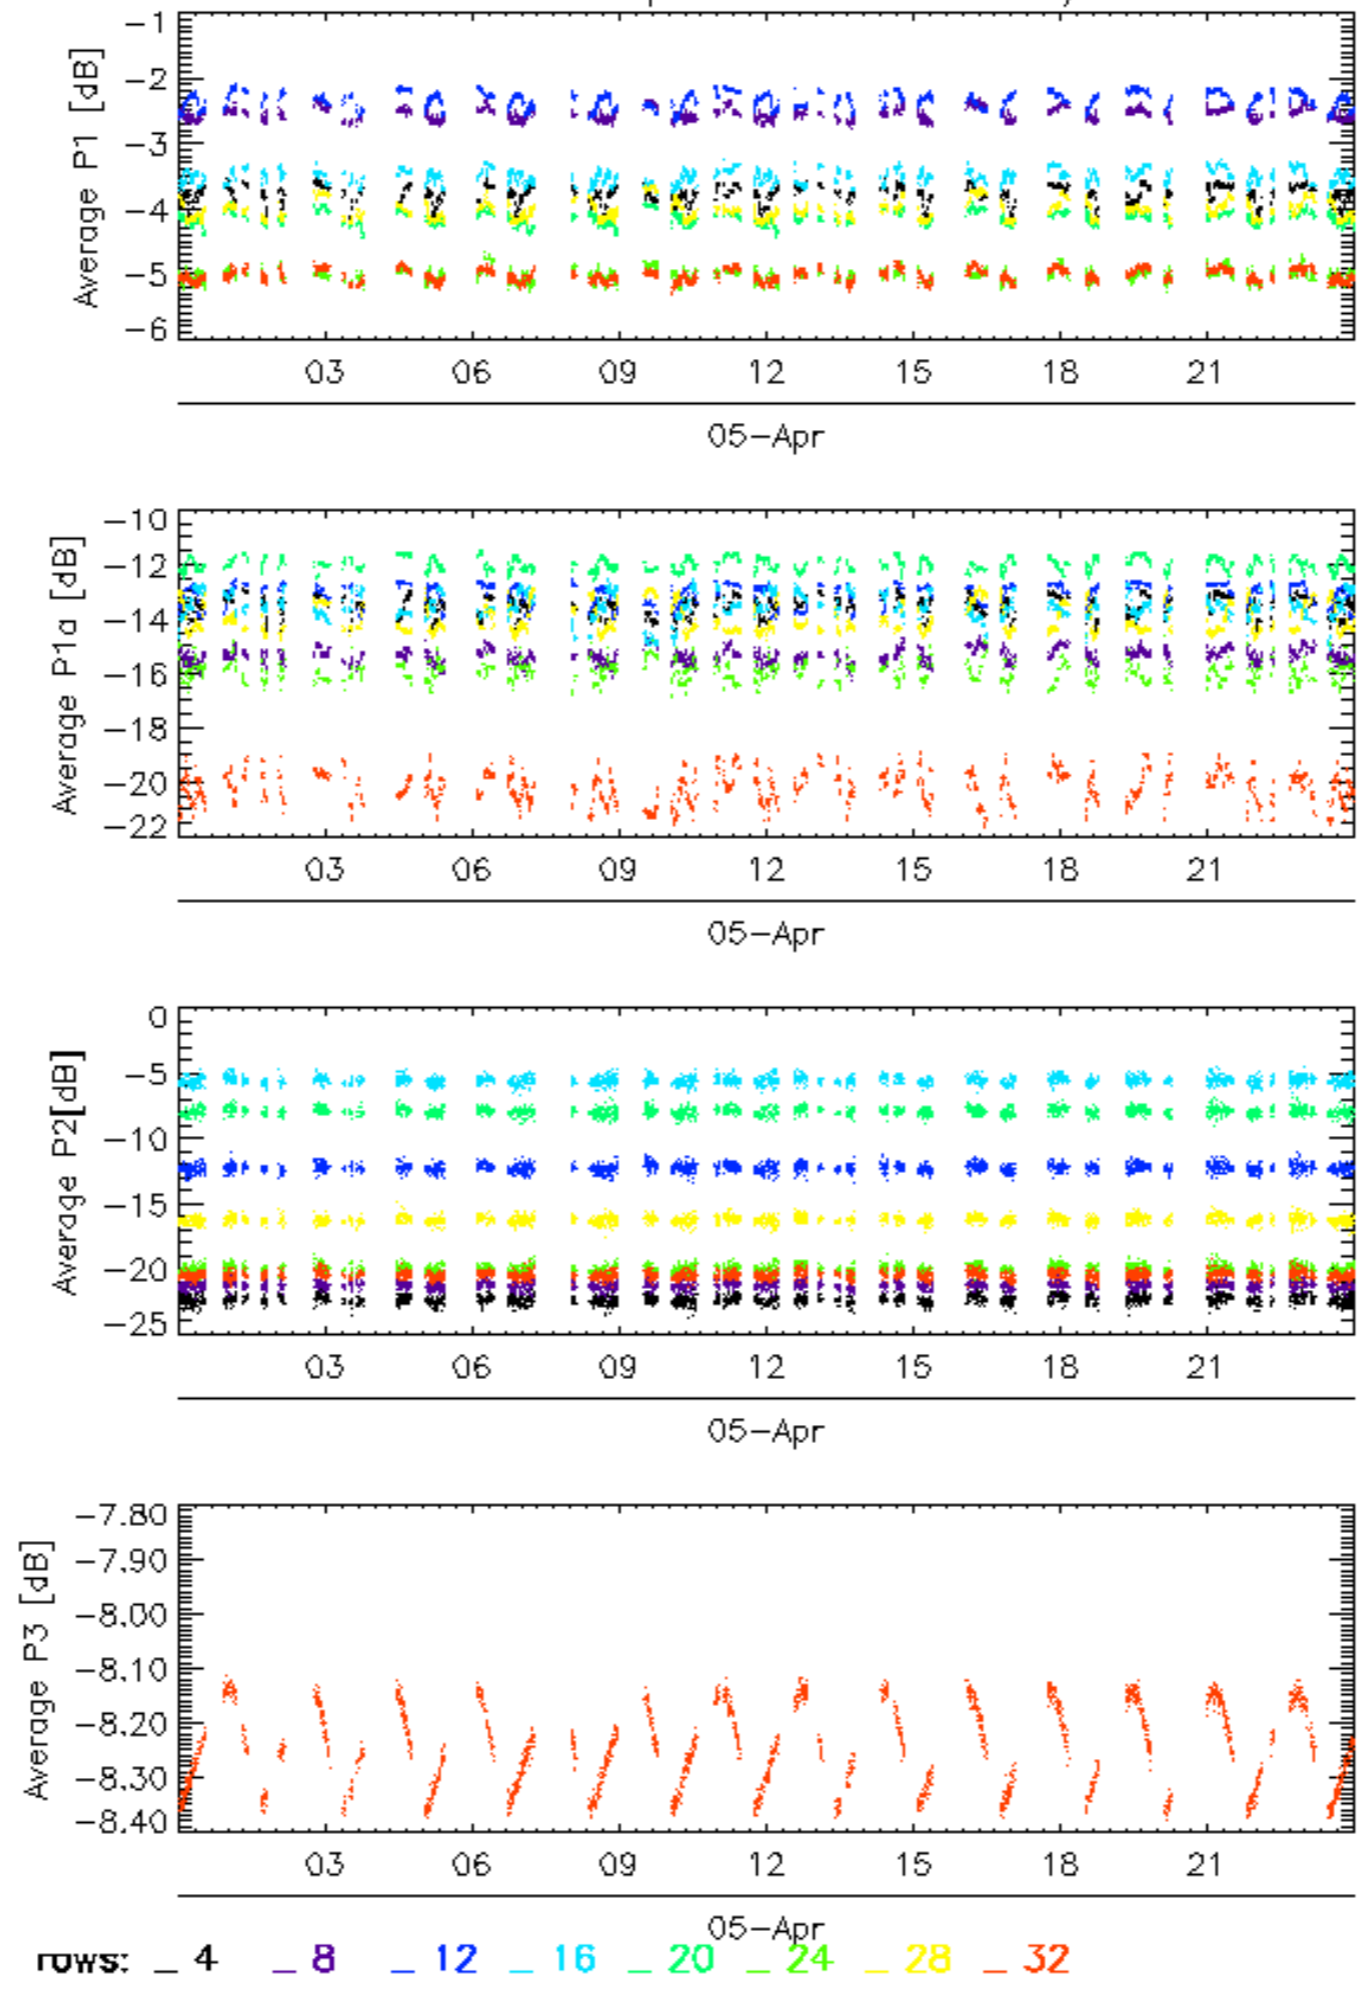 Average P1 [dB]
-1
-2
-3
-4
-5
-6
03 06 09 12 15 18 21
05-Apr
Average P1a [dB]
-10
-12
-14
-16
-18
-20
-22
03 06 09 12 15 18 21
05-Apr
Average P2[dB]
0
-5
-10
-15
-20
-25
03 06 09 12 15 18 21
05-Apr
Average P3 [dB]
-7.80
-7.90
-8.00
-8.10
-8.20
-8.30
-8.40
03 06 09 12 15 18 21
05-Apr
rows: _ 4 _ 8 _ 12 _ 16 _ 20 _ 24 _ 28 _ 32